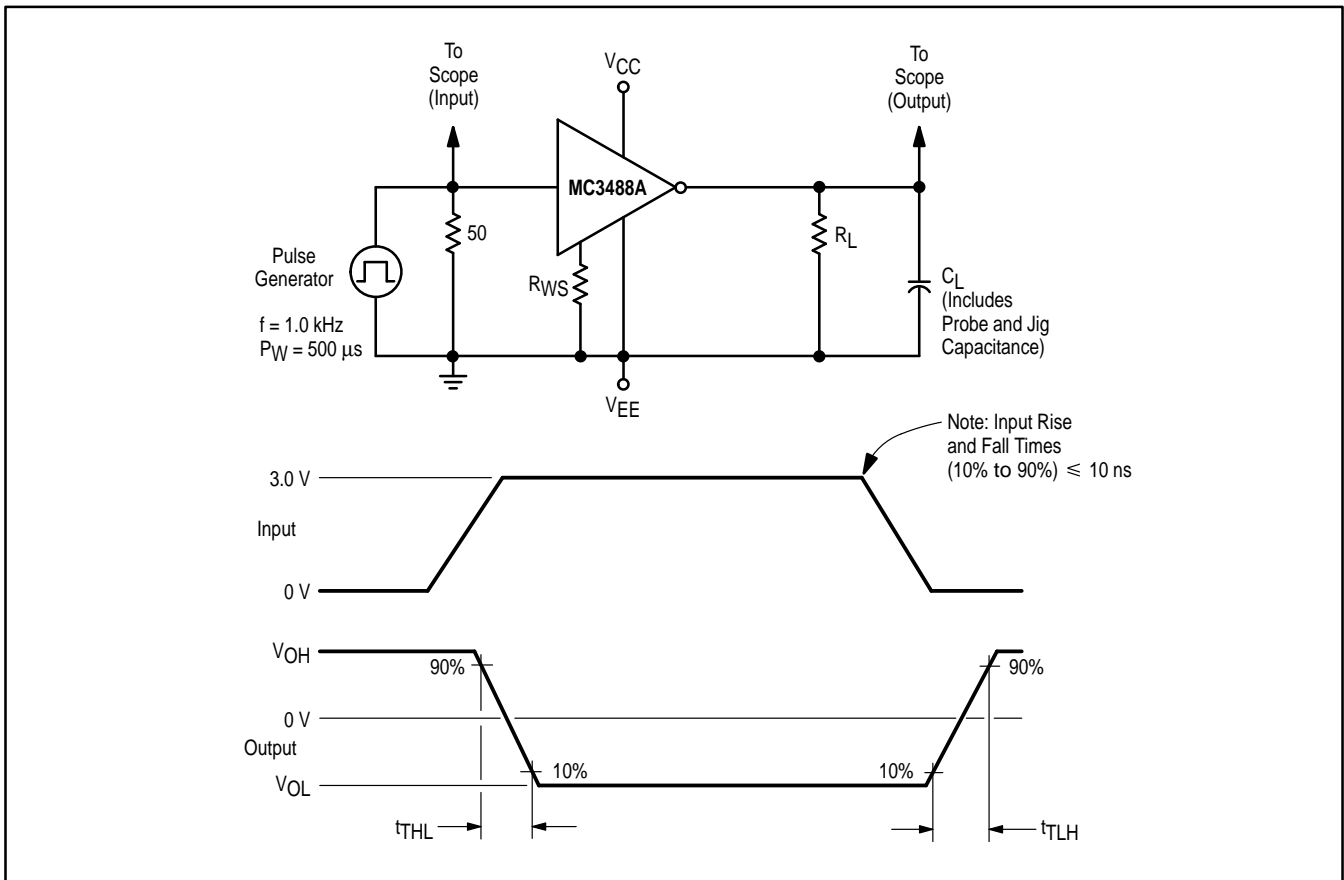 To
Scope
(Input)
VCC
To
Scope
(Output)
MC3488A
50
RL
Pulse
Generator
RWS
CL
(Includes
Probe and Jig
Capacitance)
f = 1.0 kHz
PW = 500 µs
VEE
Note: Input Rise
and Fall Times
(10% to 90%) ≤ 10 ns
3.0 V
Input
0 V
VOH
90%
90%
0 V
Output
10%
10%
VOL
tTHL
tTLH